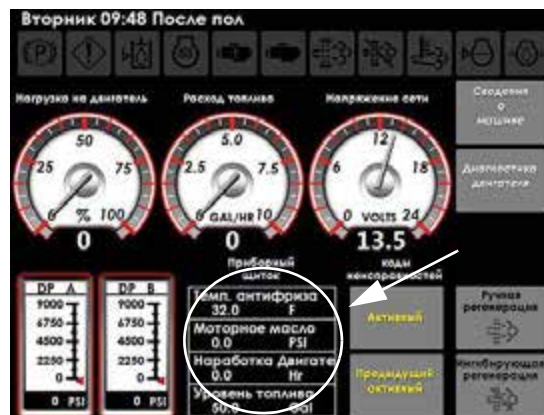 Вторник 09:48 После пол
Нагрузка на двигатель
Расход топлива
Напряжение сети
Сведения
о
машине
50
25 75
0 % 100
0
5.0
2.5 7.5
0 GAL/HR 10
0
12
6 18
0 VOLTS 24
13.5
Диагностика
двигателя
Приборный
щиток
коды
неисправностей
DP A
9000
6750
4500
2250
0
0 PSI
DP B
9000
6750
4500
2250
0
0 PSI
Темп. антифриза
32.0 F
Моторное масло
0.0 PSI
Наработка Двигате
0.0 Hr
Уровень топлива
50.0 Gal
Активный
Предыдущий
активный
Ручная
регенерация
Ингибирующая
регенерация